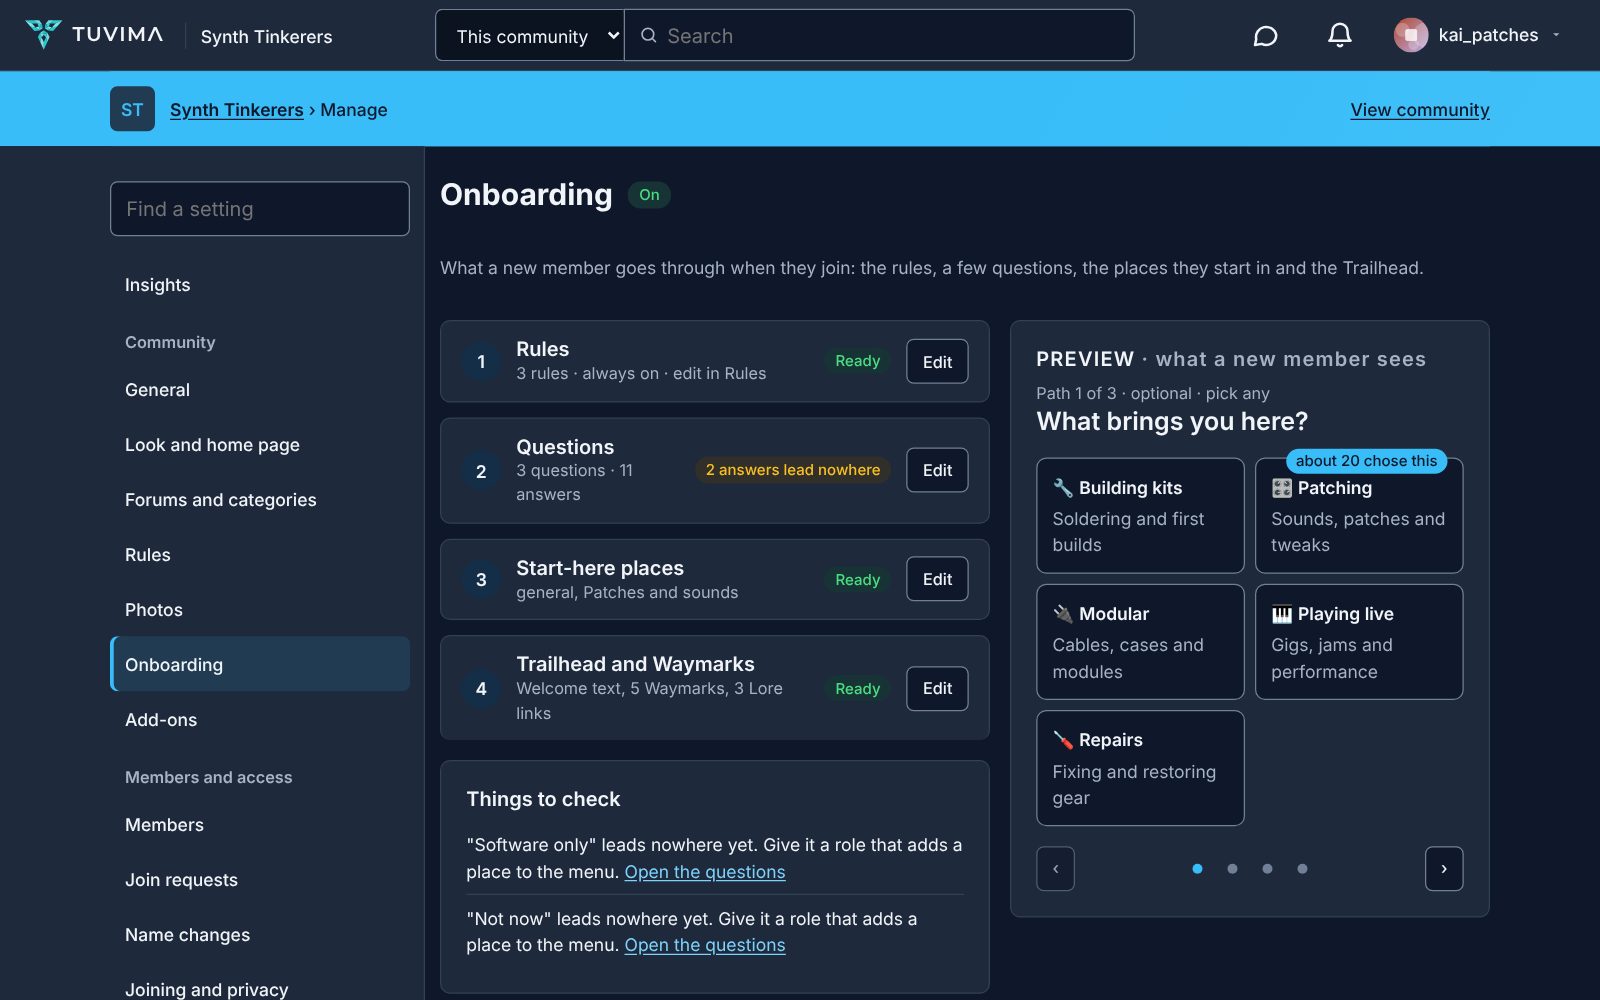 TUVIMA
Synth Tinkerers
This community
Search
kai_patches
ST
Synth Tinkerers › Manage
View community
Find a setting
Insights
Community
General
Look and home page
Forums and categories
Rules
Photos
Onboarding
Add-ons
Members and access
Members
Join requests
Name changes
Joining and privacy
Onboarding
On
What a new member goes through when they join: the rules, a few questions, the places they start in and the Trailhead.
1
Rules
3 rules · always on · edit in Rules
Ready
Edit
2
Questions
3 questions · 11
answers
2 answers lead nowhere
Edit
3
Start-here places
general, Patches and sounds
Ready
Edit
4
Trailhead and Waymarks
Welcome text, 5 Waymarks, 3 Lore
links
Ready
Edit
Things to check
"Software only" leads nowhere yet. Give it a role that adds a
place to the menu. Open the questions
"Not now" leads nowhere yet. Give it a role that adds a
place to the menu. Open the questions
PREVIEW · what a new member sees
Path 1 of 3 · optional · pick any
What brings you here?
Building kits
Soldering and first
builds
about 20 chose this
Patching
Sounds, patches and
tweaks
Modular
Cables, cases and
modules
Playing live
Gigs, jams and
performance
Repairs
Fixing and restoring
gear
‹
›